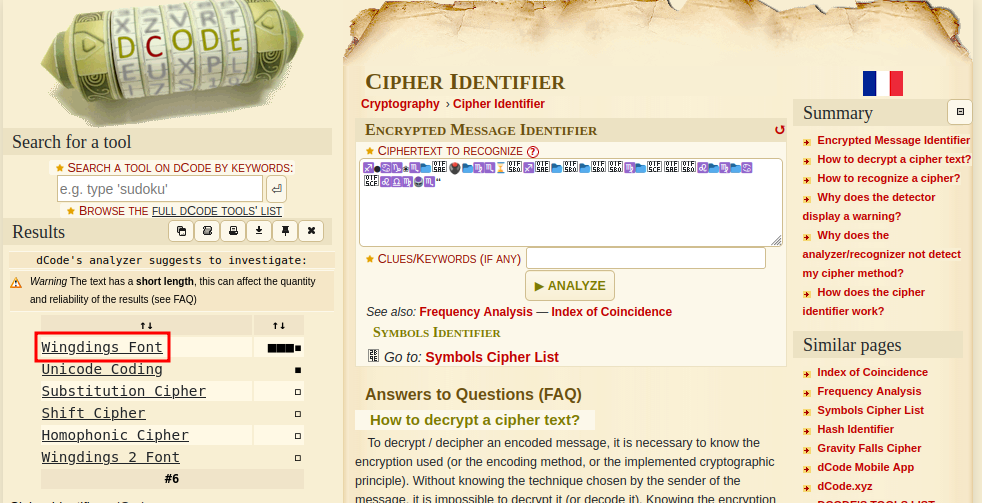 DCODE
Search for a tool
SEARCH A TOOL ON DCODE BY KEYWORDS:
e.g. type 'sudoku'
BROWSE THE FULL DCODE TOOLS' LIST
Results
dCode's analyzer suggests to investigate:
Warning The text has a short length, this can affect the quantity
and reliability of the results (see FAQ)
↑↓ ↑↓
Wingdings Font ■■■▪
Unicode Coding ▪
Substitution Cipher ▫
Shift Cipher ▫
Homophonic Cipher ▫
Wingdings 2 Font ▫
#6
CIPHER IDENTIFIER
Cryptography › Cipher Identifier
ENCRYPTED MESSAGE IDENTIFIER
CIPHERTEXT TO RECOGNIZE ?
CLUES/KEYWORDS (IF ANY)
▶ ANALYZE
See also: Frequency Analysis — Index of Coincidence
SYMBOLS IDENTIFIER
Go to: Symbols Cipher List
Answers to Questions (FAQ)
How to decrypt a cipher text?
To decrypt / decipher an encoded message, it is necessary to know the
encryption used (or the encoding method, or the implemented cryptographic
principle). Without knowing the technique chosen by the sender of the
message, it is impossible to decrypt it (or decode it). Knowing the encryption
Summary
Encrypted Message Identifier
How to decrypt a cipher text?
How to recognize a cipher?
Why does the detector
display a warning?
Why does the
analyzer/recognizer not detect
my cipher method?
How does the cipher
identifier work?
Similar pages
Index of Coincidence
Frequency Analysis
Symbols Cipher List
Hash Identifier
Gravity Falls Cipher
dCode Mobile App
dCode.xyz
DCODE'S TOOLS LIST